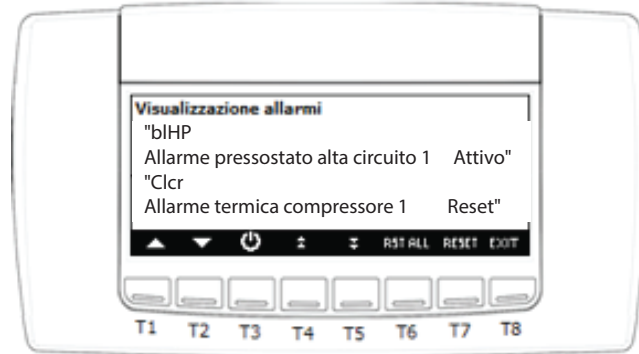 Visualizzazione allarmi
"blHP
Allarme pressostato alta circuito 1 Attivo"
"Clcr
Allarme termica compressore 1 Reset"
RST ALL RESET EXIT
T1 T2 T3 T4 T5 T6 T7 T8